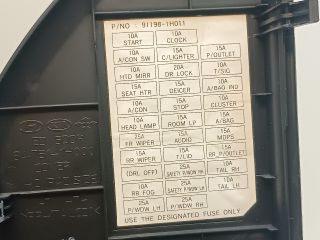 P/NO : 91198-1H011
10A START
10A CLOCK
10A A/CON SW
15A C/LIGHTER
15A P/OUTLET
10A HTD MIRR
20A DR LOCK
10A T/SIG
15A SEAT HTR
15A DEICER
10A A/BAG IND
10A A/CON
10A STOP
10A CLUSTER
10A HEAD LAMP
15A ROOM LP
15A A/BAG
25A FR WIPER
15A AUDIO
10A MDPS
15A RR WIPER
15A T/LID
15A RR P/OUTLET
(DRL OFF)
25A SAFETY P/WDW RH
10A TAIL RH
10A RR FOG
25A SAFETY P/WDW LH
10A TAIL LH
25A P/WDW LH
25A P/WDW RH
USE THE DESIGNATED FUSE ONLY